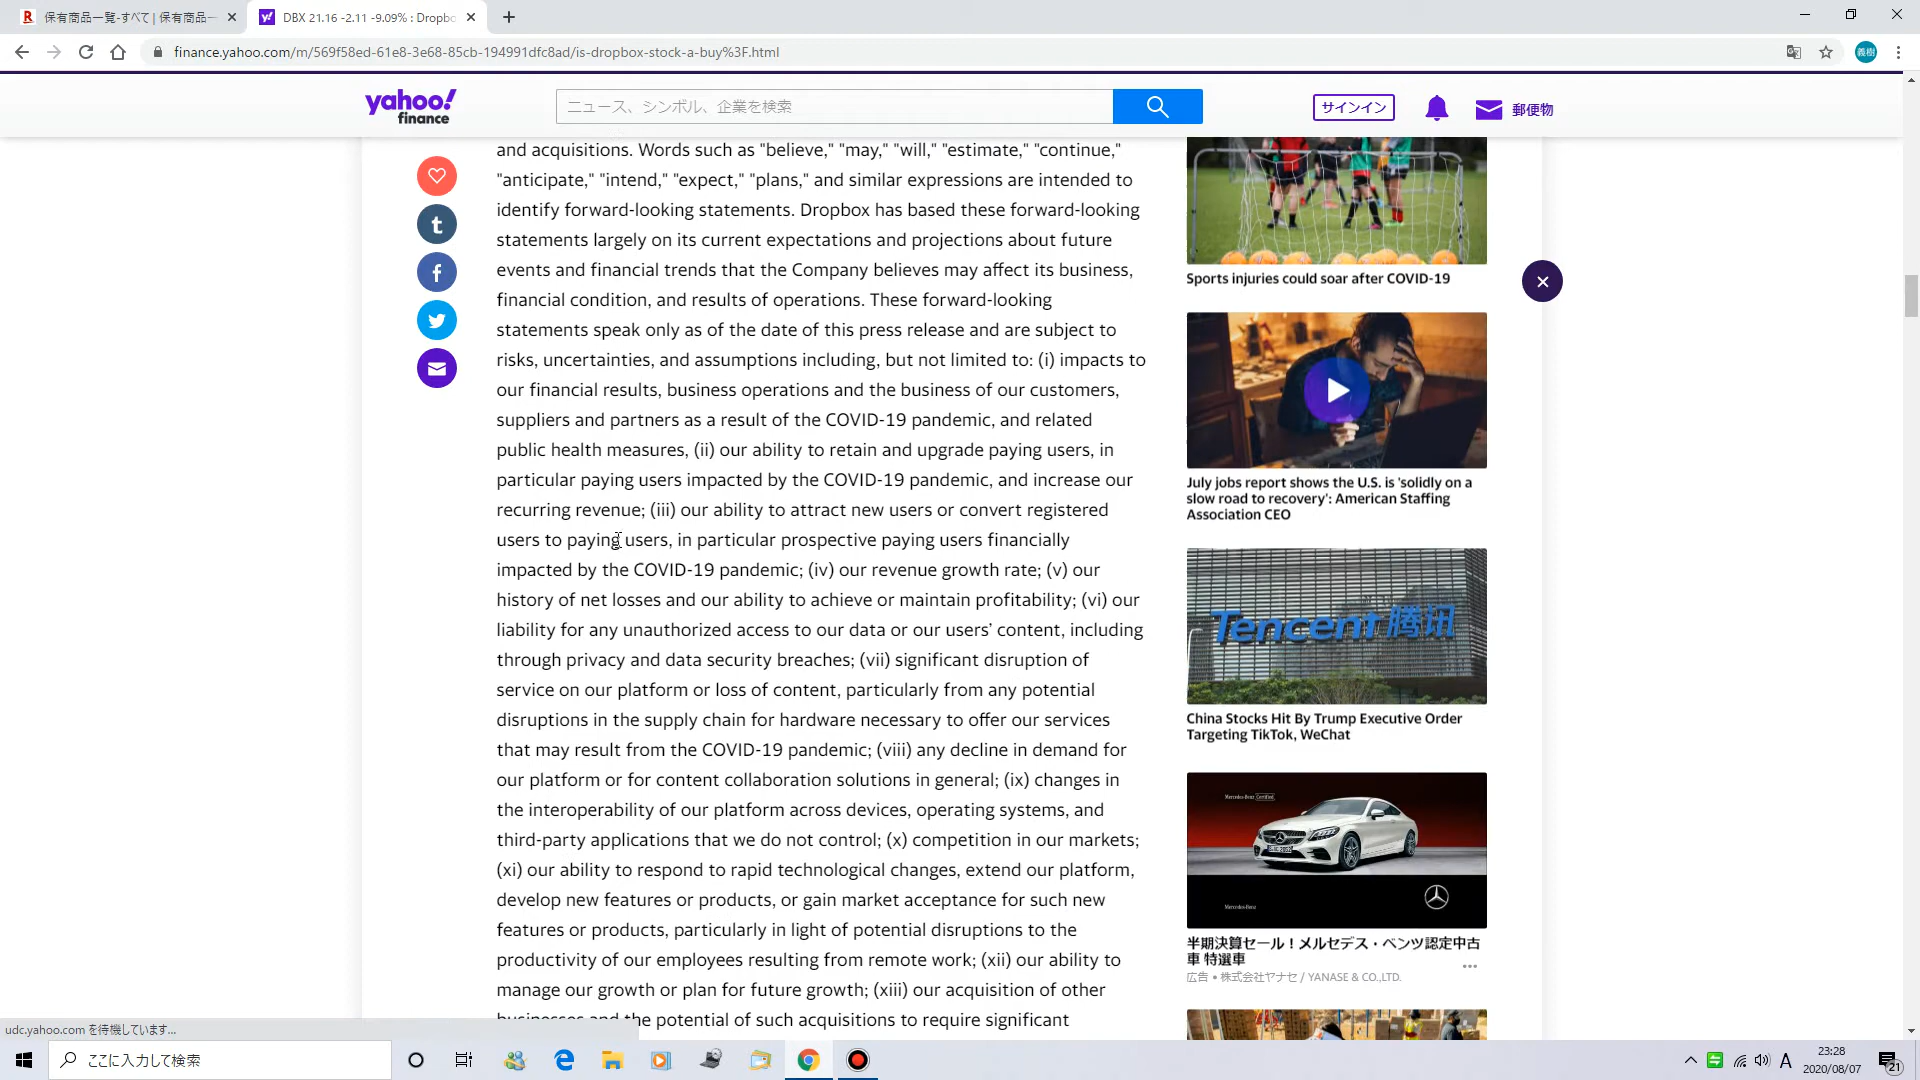 保有商品一覧-すべて | 保有商品一
DBX 21.16 -2.11 -9.09% : Dropbo
finance.yahoo.com/m/569f58ed-61e8-3e68-85cb-194991dfc8ad/is-dropbox-stock-a-buy%3F.html
義樹
yahoo!
finance
ニュース、シンボル、企業を検索
サインイン
郵便物
and acquisitions. Words such as "believe," "may," "will," "estimate," "continue,"
"anticipate," "intend," "expect," "plans," and similar expressions are intended to
identify forward-looking statements. Dropbox has based these forward-looking
statements largely on its current expectations and projections about future
events and financial trends that the Company believes may affect its business,
financial condition, and results of operations. These forward-looking
statements speak only as of the date of this press release and are subject to
risks, uncertainties, and assumptions including, but not limited to: (i) impacts to
our financial results, business operations and the business of our customers,
suppliers and partners as a result of the COVID-19 pandemic, and related
public health measures, (ii) our ability to retain and upgrade paying users, in
particular paying users impacted by the COVID-19 pandemic, and increase our
recurring revenue; (iii) our ability to attract new users or convert registered
users to paying users, in particular prospective paying users financially
impacted by the COVID-19 pandemic; (iv) our revenue growth rate; (v) our
history of net losses and our ability to achieve or maintain profitability; (vi) our
liability for any unauthorized access to our data or our users’ content, including
through privacy and data security breaches; (vii) significant disruption of
service on our platform or loss of content, particularly from any potential
disruptions in the supply chain for hardware necessary to offer our services
that may result from the COVID-19 pandemic; (viii) any decline in demand for
our platform or for content collaboration solutions in general; (ix) changes in
the interoperability of our platform across devices, operating systems, and
third-party applications that we do not control; (x) competition in our markets;
(xi) our ability to respond to rapid technological changes, extend our platform,
develop new features or products, or gain market acceptance for such new
features or products, particularly in light of potential disruptions to the
productivity of our employees resulting from remote work; (xii) our ability to
manage our growth or plan for future growth; (xiii) our acquisition of other
businesses and the potential of such acquisitions to require significant
Sports injuries could soar after COVID-19
July jobs report shows the U.S. is 'solidly on a
slow road to recovery': American Staffing
Association CEO
Tencent 腾讯
China Stocks Hit By Trump Executive Order
Targeting TikTok, WeChat
Mercedes-Benz Certified
Mercedes-Benz
半期決算セール！メルセデス・ベンツ認定中古
車 特選車
広告 • 株式会社ヤナセ / YANASE & CO.,LTD.
udc.yahoo.com を待機しています...
ここに入力して検索
A
23:28
2020/08/07
21